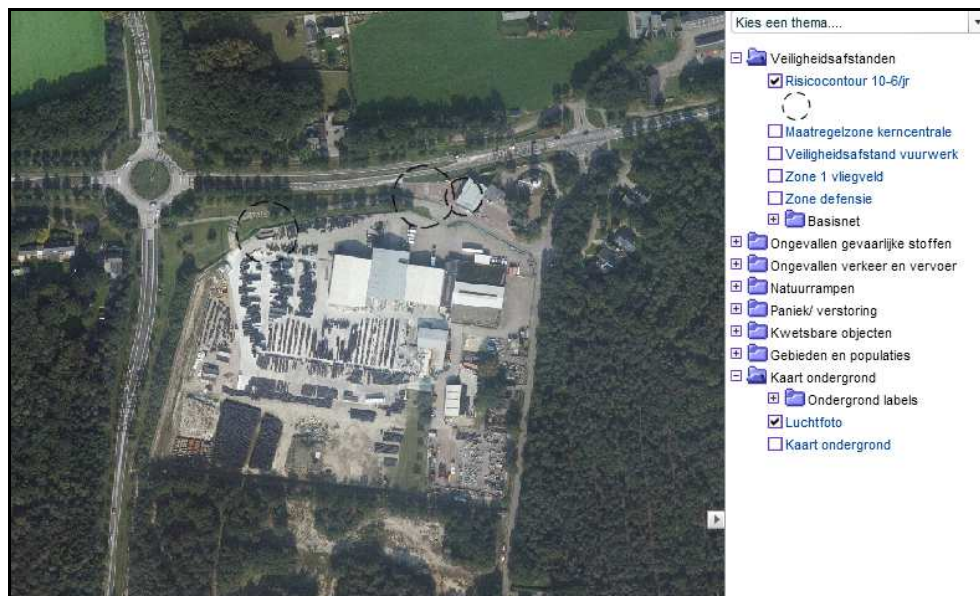 Kies een thema....
Veiligheidsafstanden
Risicocontour 10-6/jr
Maatregelzone kerncentrale
Veiligheidsafstand vuurwerk
Zone 1 vliegveld
Zone defensie
Basisnet
Ongevallen gevaarlijke stoffen
Ongevallen verkeer en vervoer
Natuurrampen
Paniek/ verstoring
Kwetsbare objecten
Gebieden en populaties
Kaart ondergrond
Ondergrond labels
Luchtfoto
Kaart ondergrond